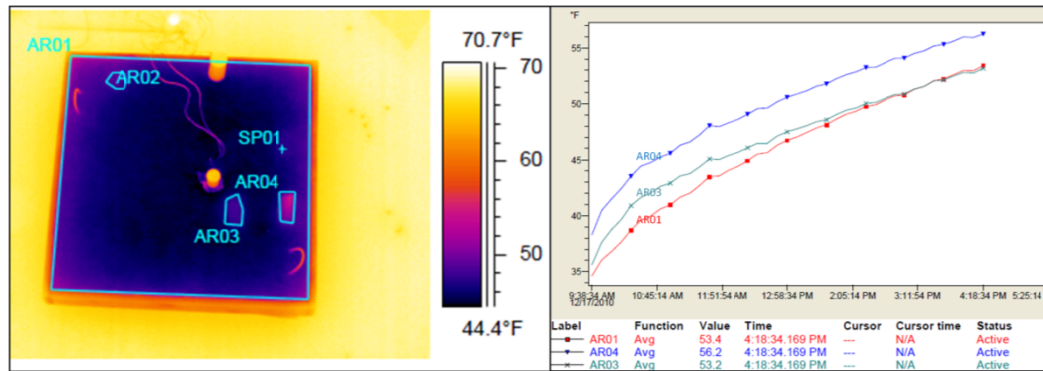 AR01
AR02
SP01
AR04
AR03
70.7°F
70
60
50
44.4°F
°F
55
50
45
40
35
AR04
AR03
AR01
9:38:34 AM 10:45:14 AM 11:51:54 AM 12:58:34 PM 2:05:14 PM 3:11:54 PM 4:18:34 PM 5:25:14
12/17/2010
Label Function Value Time Cursor Cursor time Status
AR01 Avg 53.4 4:18:34.169 PM --- N/A Active
AR04 Avg 56.2 4:18:34.169 PM --- N/A Active
AR03 Avg 53.2 4:18:34.169 PM --- N/A Active